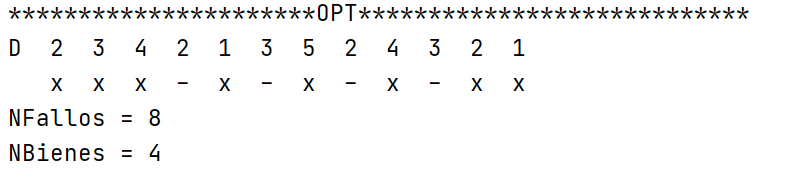 **********************OPT****************************
D  2  3  4  2  1  3  5  2  4  3  2  1
   x  x  x  -  x  -  x  -  x  -  x  x
NFallos = 8
NBienes = 4